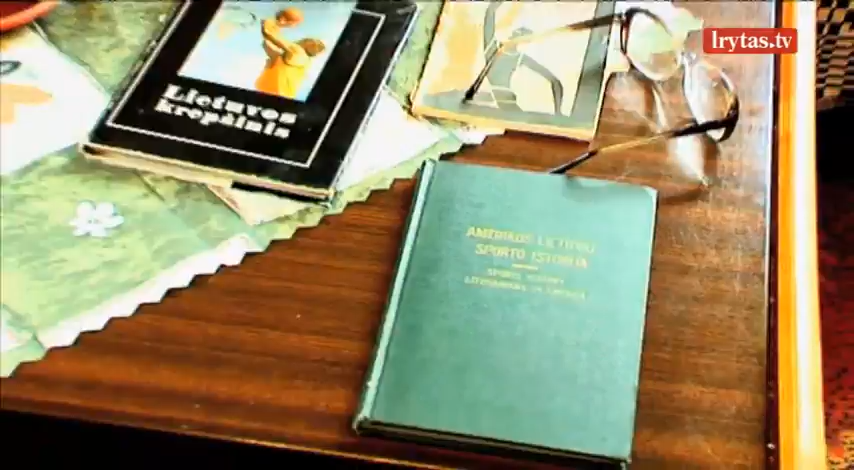 lrytas.tv
Lietuvos
krepšinis
AMERIKOS LIETUVIŲ
SPORTO ISTORIJA
SPORTS HISTORY
LITHUANIANS IN AMERICA